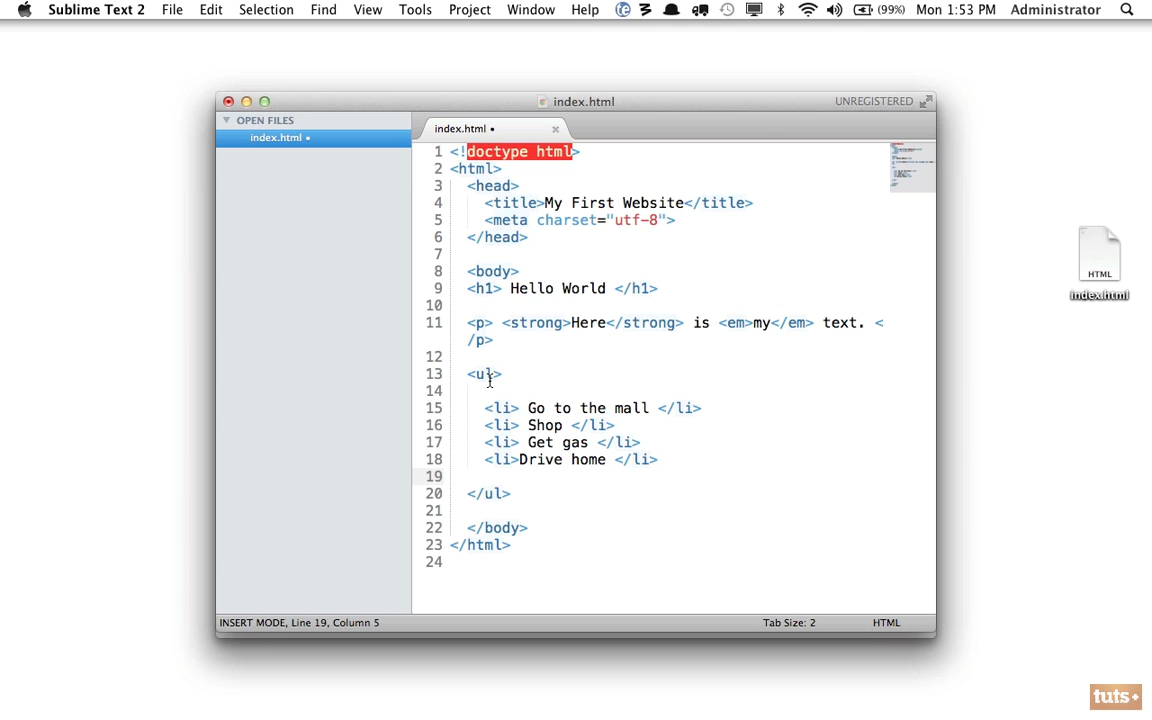 Sublime Text 2 File Edit Selection Find View Tools Project Window Help (99%) Mon 1:53 PM Administrator
index.html UNREGISTERED
OPEN FILES
index.html
index.html
1 <!doctype html>
2 <html>
3 <head>
4 <title>My First Website</title>
5 <meta charset="utf-8">
6 </head>
7
8 <body>
9 <h1> Hello World </h1>
10
11 <p> <strong>Here</strong> is <em>my</em> text. <
/p>
12
13 <ul>
14
15 <li> Go to the mall </li>
16 <li> Shop </li>
17 <li> Get gas </li>
18 <li>Drive home </li>
19
20 </ul>
21
22 </body>
23 </html>
24
INSERT MODE, Line 19, Column 5 Tab Size: 2 HTML
HTML
index.html
tuts+